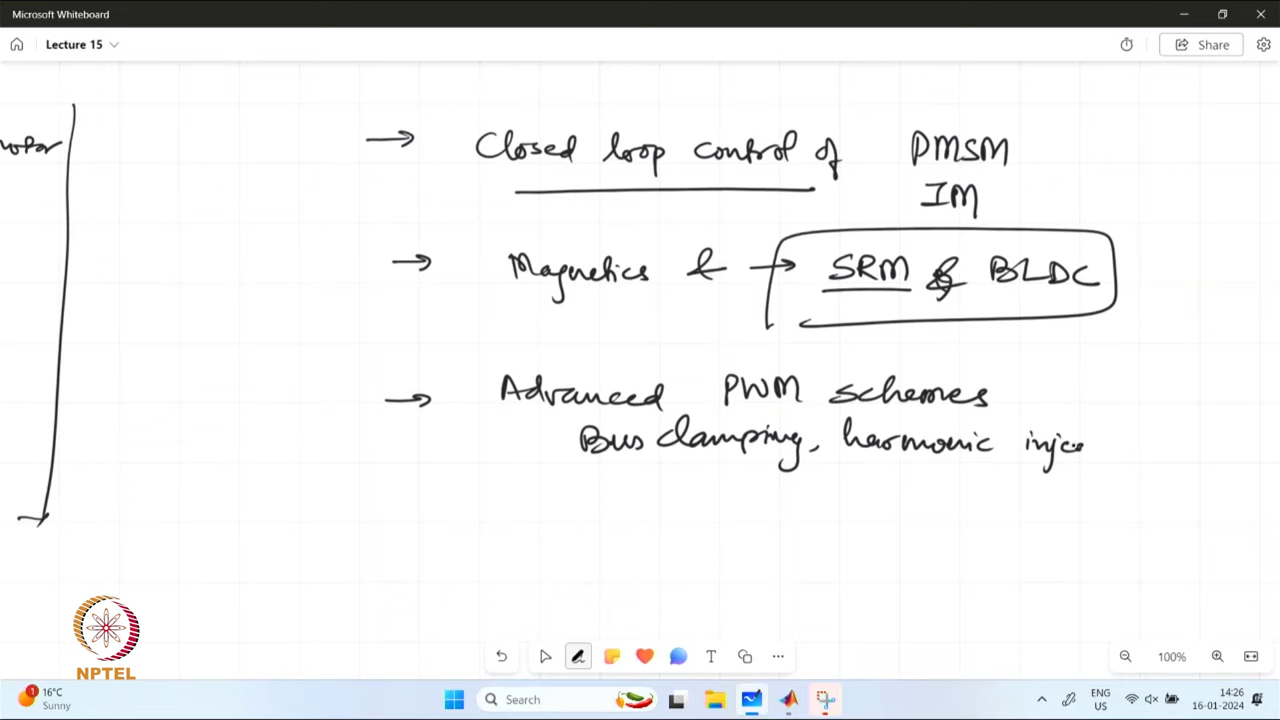 Microsoft Whiteboard
Lecture 15
Share
→ Closed loop control of PMSM
IM
→ Magnetics & → SRM & BLDC
→ Advanced PWM schemes
Bus clamping, harmonic injec
NPTEL
100%
1
16°C
Sunny
Search
ENG
US
14:26
16-01-2024